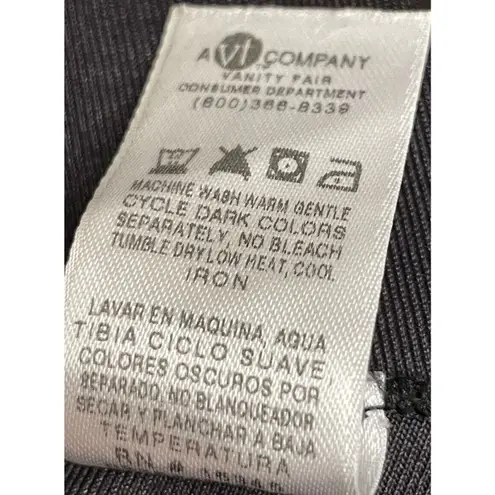 A vf COMPANY
VANITY FAIR
CONSUMER DEPARTMENT
(800)366-8339
MACHINE WASH WARM GENTLE
CYCLE DARK COLORS
SEPARATELY, NO BLEACH
TUMBLE DRY LOW HEAT, COOL
IRON
LAVAR EN MAQUINA, AGUA
TIBIA CICLO SUAVE
COLORES OSCUROS POR
SEPARADO, NO BLANQUEADOR
SECAR Y PLANCHAR A BAJA
TEMPERATURA